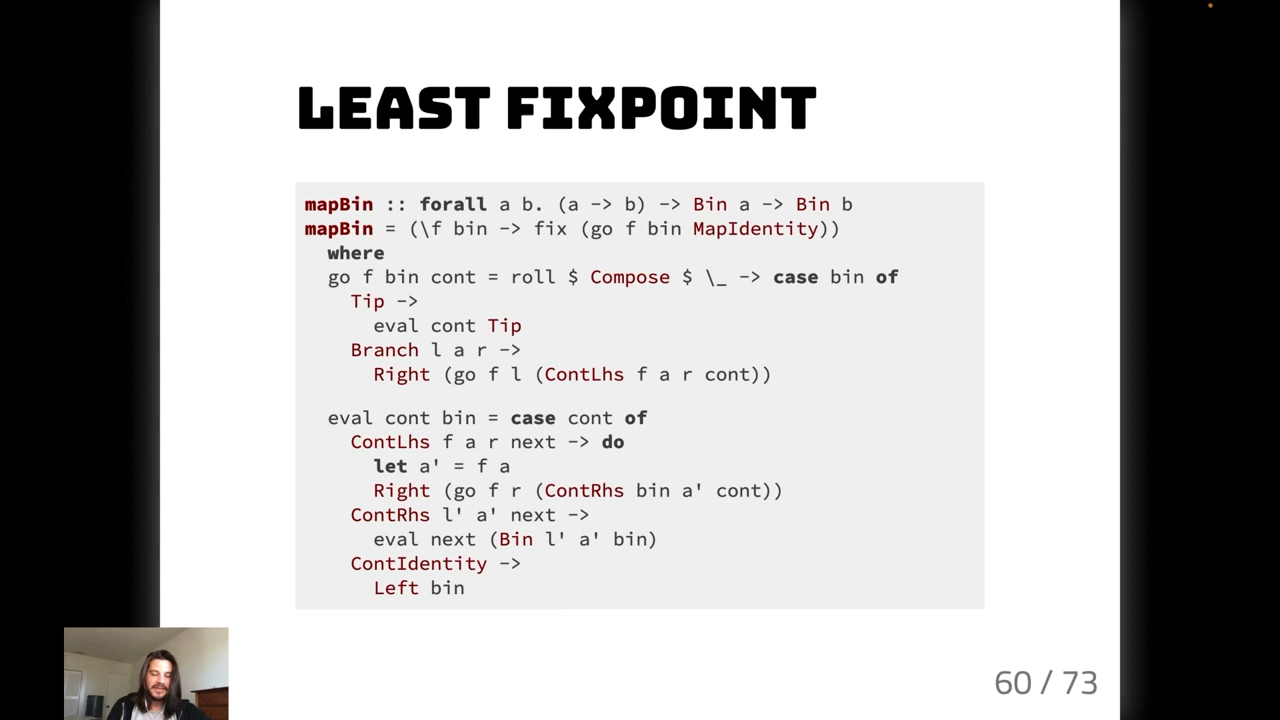 LEAST FIXPOINT
mapBin :: forall a b. (a -> b) -> Bin a -> Bin b
mapBin = (\f bin -> fix (go f bin MapIdentity))
  where
  go f bin cont = roll $ Compose $ \_ -> case bin of
    Tip ->
      eval cont Tip
    Branch l a r ->
      Right (go f l (ContLhs f a r cont))
  eval cont bin = case cont of
    ContLhs f a r next -> do
      let a' = f a
      Right (go f r (ContRhs bin a' cont))
    ContRhs l' a' next ->
      eval next (Bin l' a' bin)
    ContIdentity ->
      Left bin
60 / 73